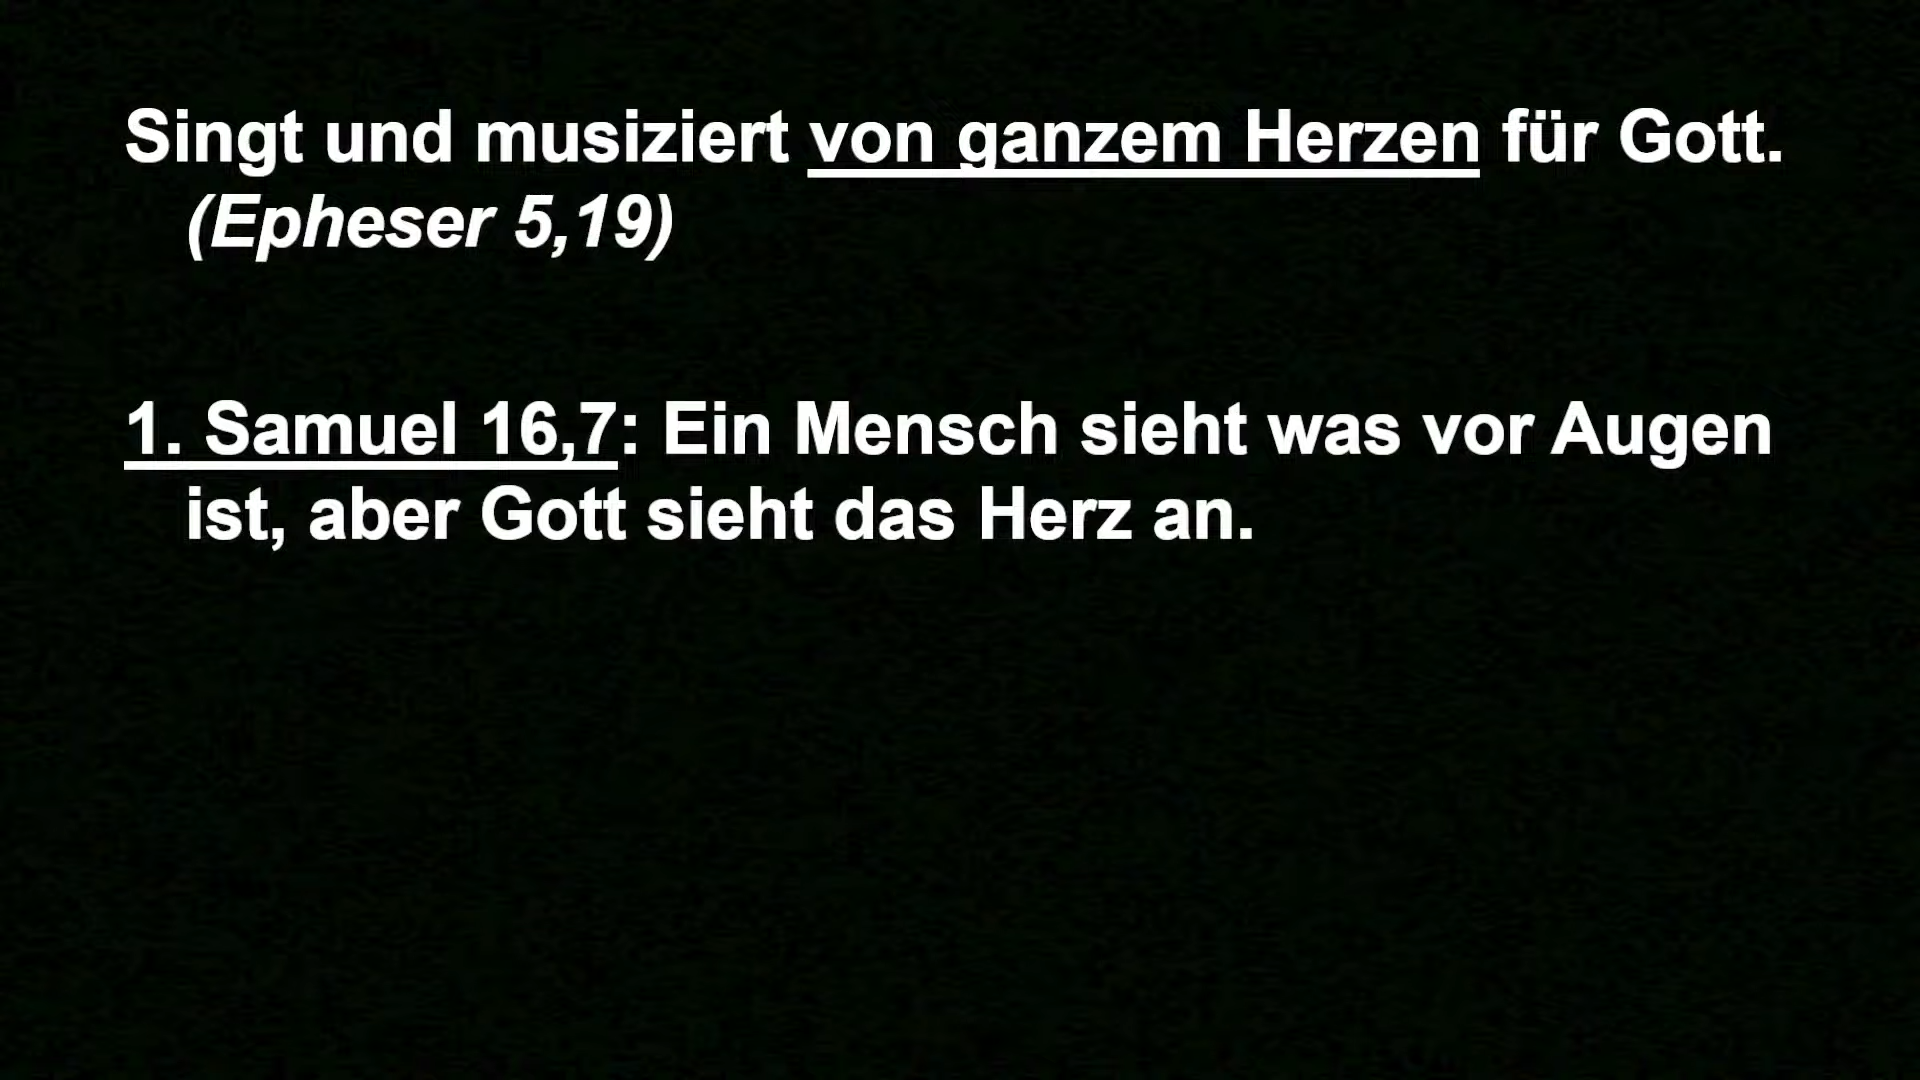 Singt und musiziert von ganzem Herzen für Gott.
(Epheser 5,19)
1. Samuel 16,7: Ein Mensch sieht was vor Augen
ist, aber Gott sieht das Herz an.